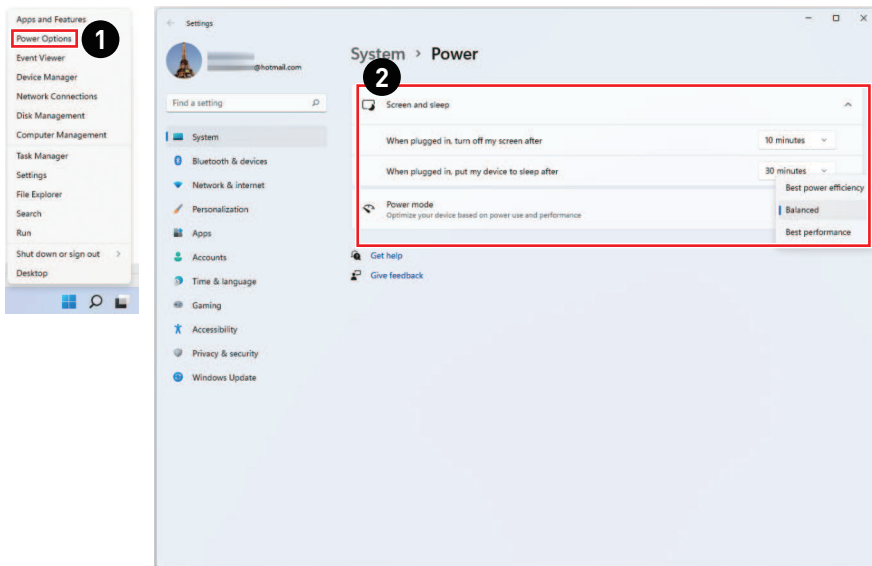 Apps and Features
Power Options
1
Event Viewer
Device Manager
Network Connections
Disk Management
Computer Management
Task Manager
Settings
File Explorer
Search
Run
Shut down or sign out
Desktop
Settings
@hotmail.com
Find a setting
System
Bluetooth & devices
Network & internet
Personalization
Apps
Accounts
Time & language
Gaming
Accessibility
Privacy & security
Windows Update
System > Power
2
Screen and sleep
When plugged in, turn off my screen after 10 minutes
When plugged in, put my device to sleep after 30 minutes
Power mode
Optimize your device based on power use and performance
Best power efficiency
Balanced
Best performance
Get help
Give feedback